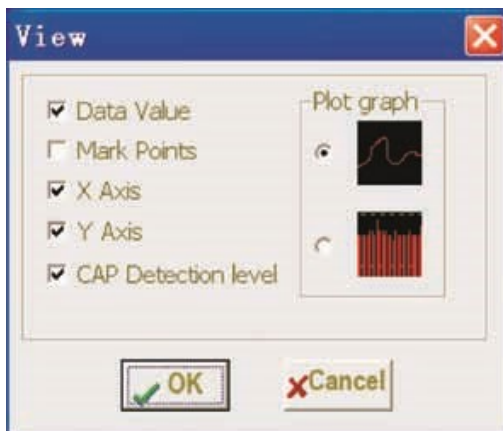 View
Data Value
Mark Points
X Axis
Y Axis
CAP Detection level
Plot graph
OK
Cancel